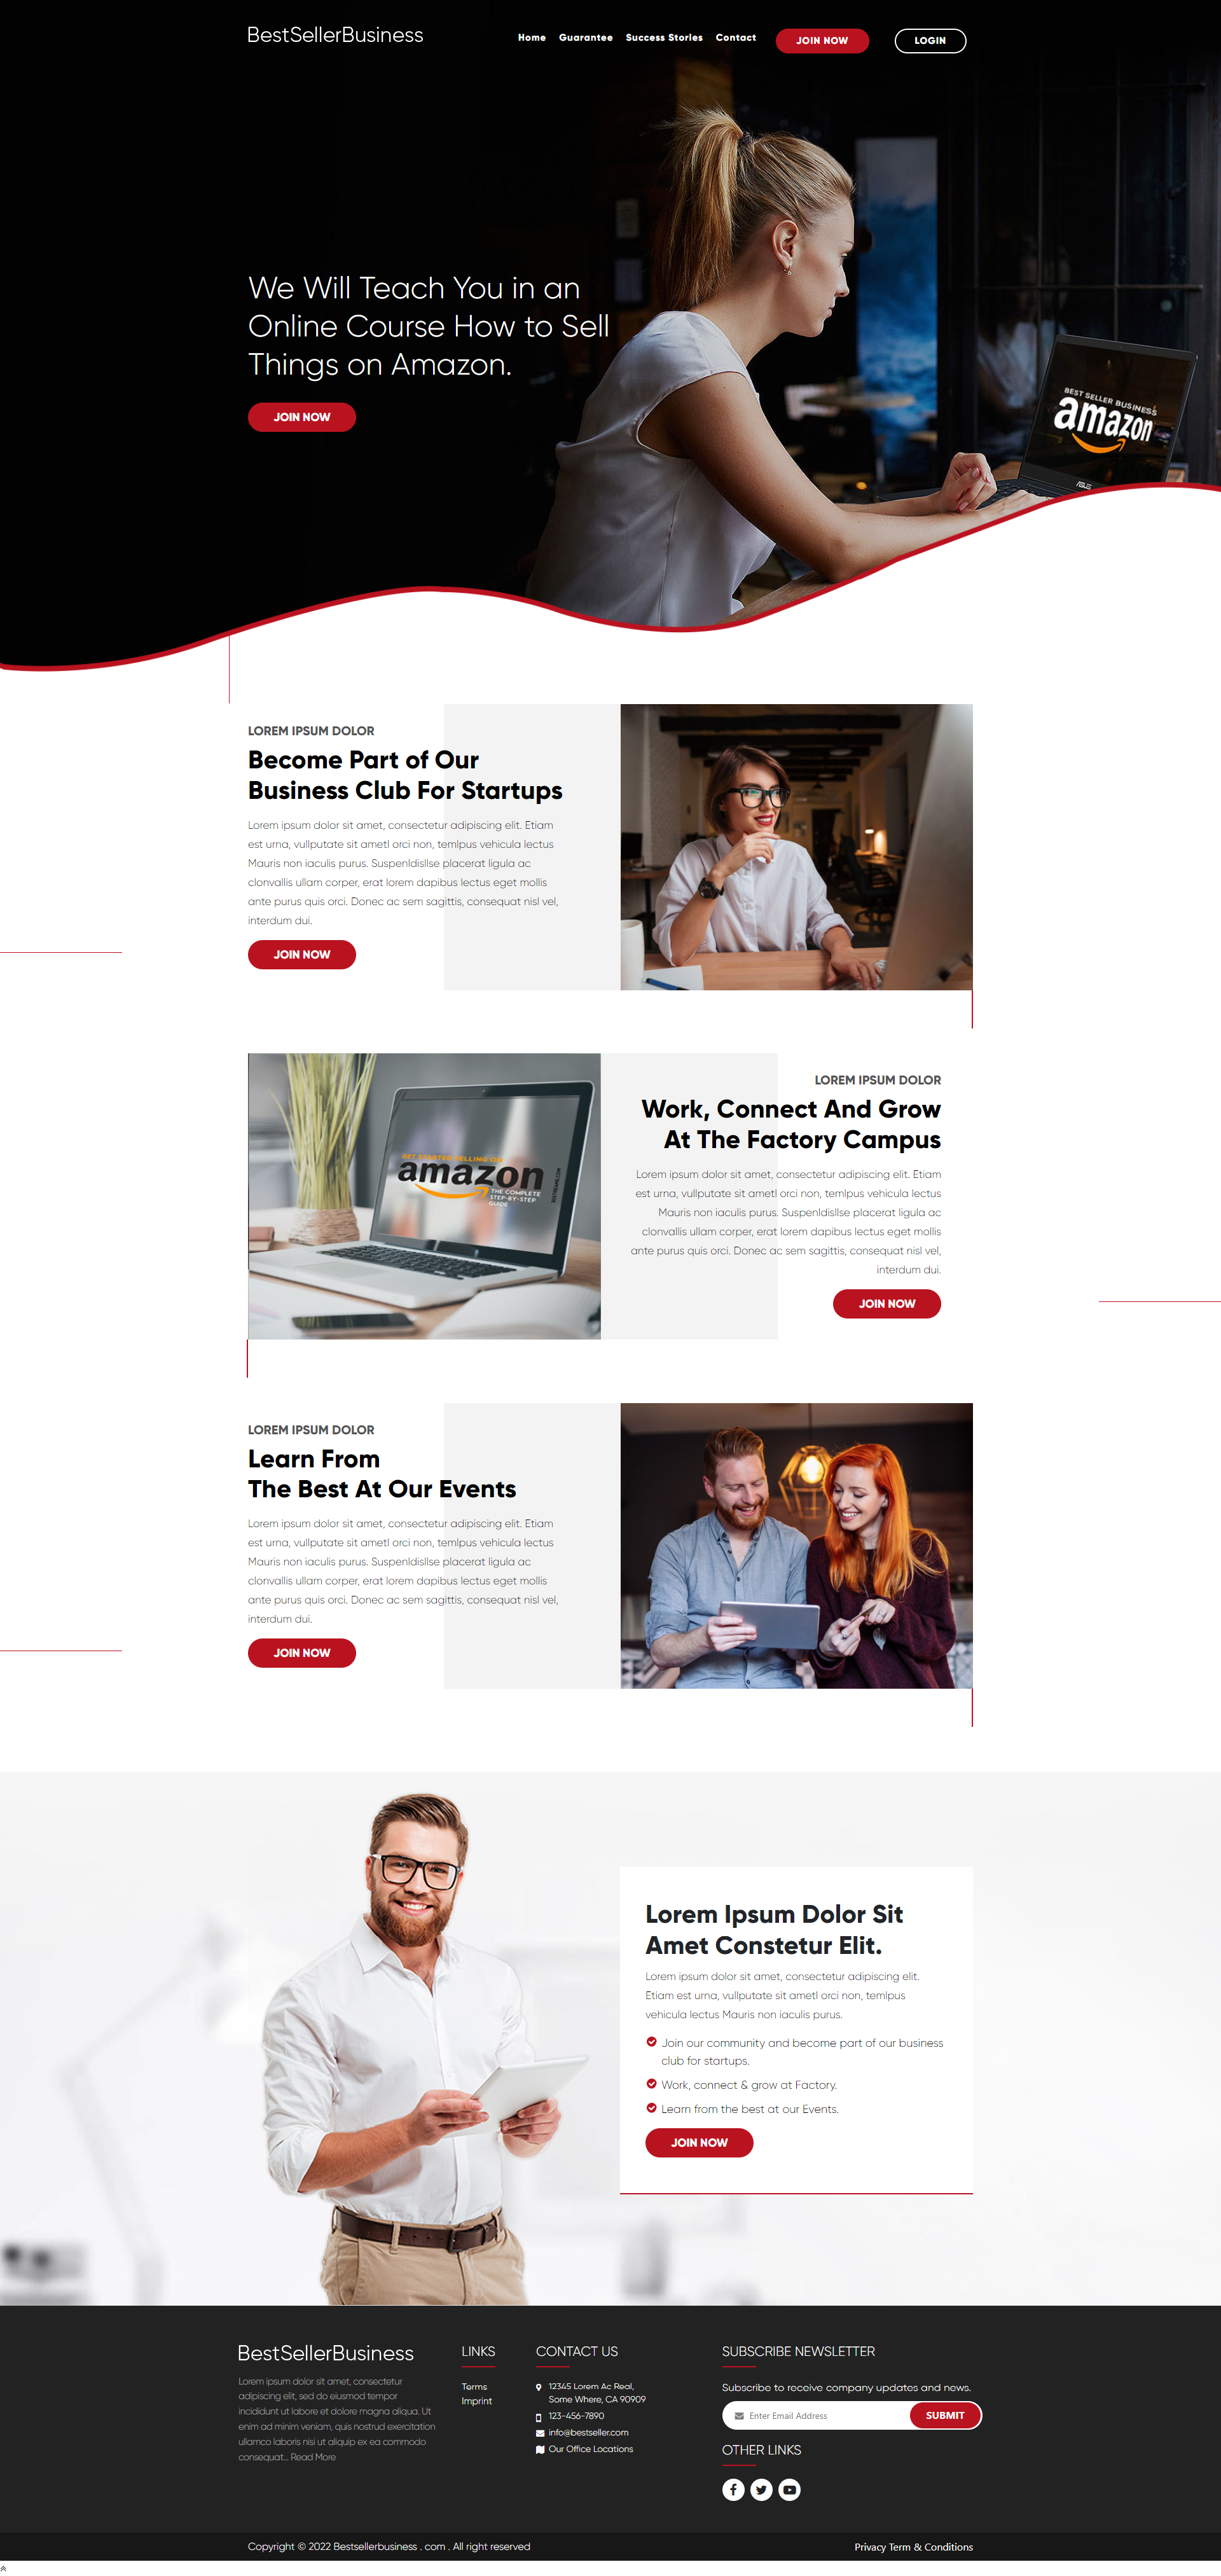 BestSellerBusiness
Home Guarantee Success Stories Contact JOIN NOW LOGIN
We Will Teach You in an
Online Course How to Sell
Things on Amazon.
JOIN NOW
BEST SELLER BUSINESS
amazon
ASUS
LOREM IPSUM DOLOR
Become Part of Our
Business Club For Startups
Lorem ipsum dolor sit amet, consectetur adipiscing elit. Etiam
est urna, vullputate sit ametl orci non, temlpus vehicula lectus
Mauris non iaculis purus. Suspenldisllse placerat ligula ac
clonvallis ullam corper, erat lorem dapibus lectus eget mollis
ante purus quis orci. Donec ac sem sagittis, consequat nisl vel,
interdum dui.
JOIN NOW
GET STARTED SELLING ON
amazon
THE COMPLETE
STEP-BY-STEP
GUIDE
LOREM IPSUM DOLOR
Work, Connect And Grow
At The Factory Campus
Lorem ipsum dolor sit amet, consectetur adipiscing elit. Etiam
est urna, vullputate sit ametl orci non, temlpus vehicula lectus
Mauris non iaculis purus. Suspenldisllse placerat ligula ac
clonvallis ullam corper, erat lorem dapibus lectus eget mollis
ante purus quis orci. Donec ac sem sagittis, consequat nisl vel,
interdum dui.
JOIN NOW
LOREM IPSUM DOLOR
Learn From
The Best At Our Events
Lorem ipsum dolor sit amet, consectetur adipiscing elit. Etiam
est urna, vullputate sit ametl orci non, temlpus vehicula lectus
Mauris non iaculis purus. Suspenldisllse placerat ligula ac
clonvallis ullam corper, erat lorem dapibus lectus eget mollis
ante purus quis orci. Donec ac sem sagittis, consequat nisl vel,
interdum dui.
JOIN NOW
Lorem Ipsum Dolor Sit
Amet Constetur Elit.
Lorem ipsum dolor sit amet, consectetur adipiscing elit.
Etiam est urna, vullputate sit ametl orci non, temlpus
vehicula lectus Mauris non iaculis purus.
Join our community and become part of our business
club for startups.
Work, connect & grow at Factory.
Learn from the best at our Events.
JOIN NOW
BestSellerBusiness
Lorem ipsum dolor sit amet, consectetur
adipiscing elit, sed do eiusmod tempor
incididunt ut labore et dolore magna aliqua. Ut
enim ad minim veniam, quis nostrud exercitation
ullamco laboris nisi ut aliquip ex ea commodo
consequat... Read More
LINKS
Terms
Imprint
CONTACT US
12345 Lorem Ac Real,
Some Where, CA 90909
123-456-7890
info@bestseller.com
Our Office Locations
SUBSCRIBE NEWSLETTER
Subscribe to receive company updates and news.
Enter Email Address SUBMIT
OTHER LINKS
Copyright © 2022 Bestsellerbusiness . com . All right reserved
Privacy Term & Conditions